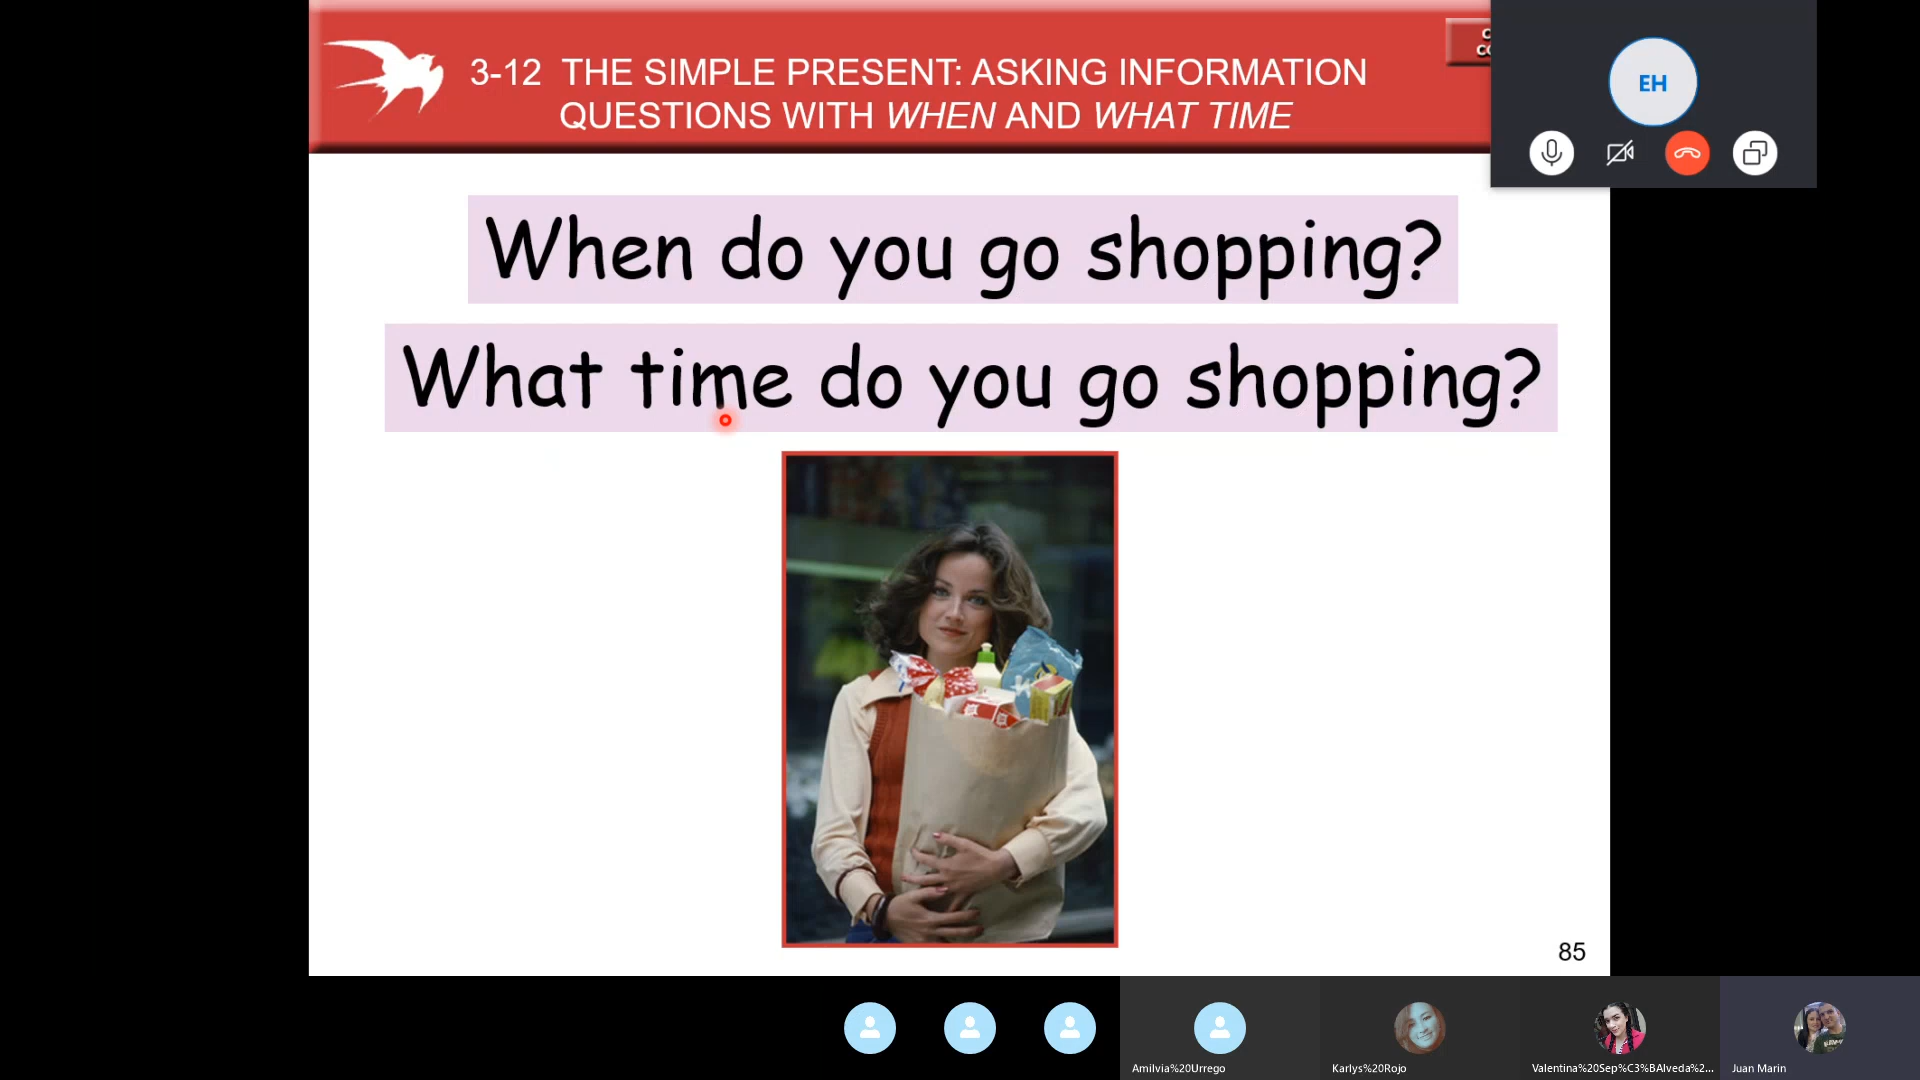 3-12 THE SIMPLE PRESENT: ASKING INFORMATION
QUESTIONS WITH WHEN AND WHAT TIME
EH
When do you go shopping?
What time do you go shopping?
85
Amilvia%20Urrego
Karlys%20Rojo
Valentina%20Sep%C3%BAlveda%2...
Juan Marin